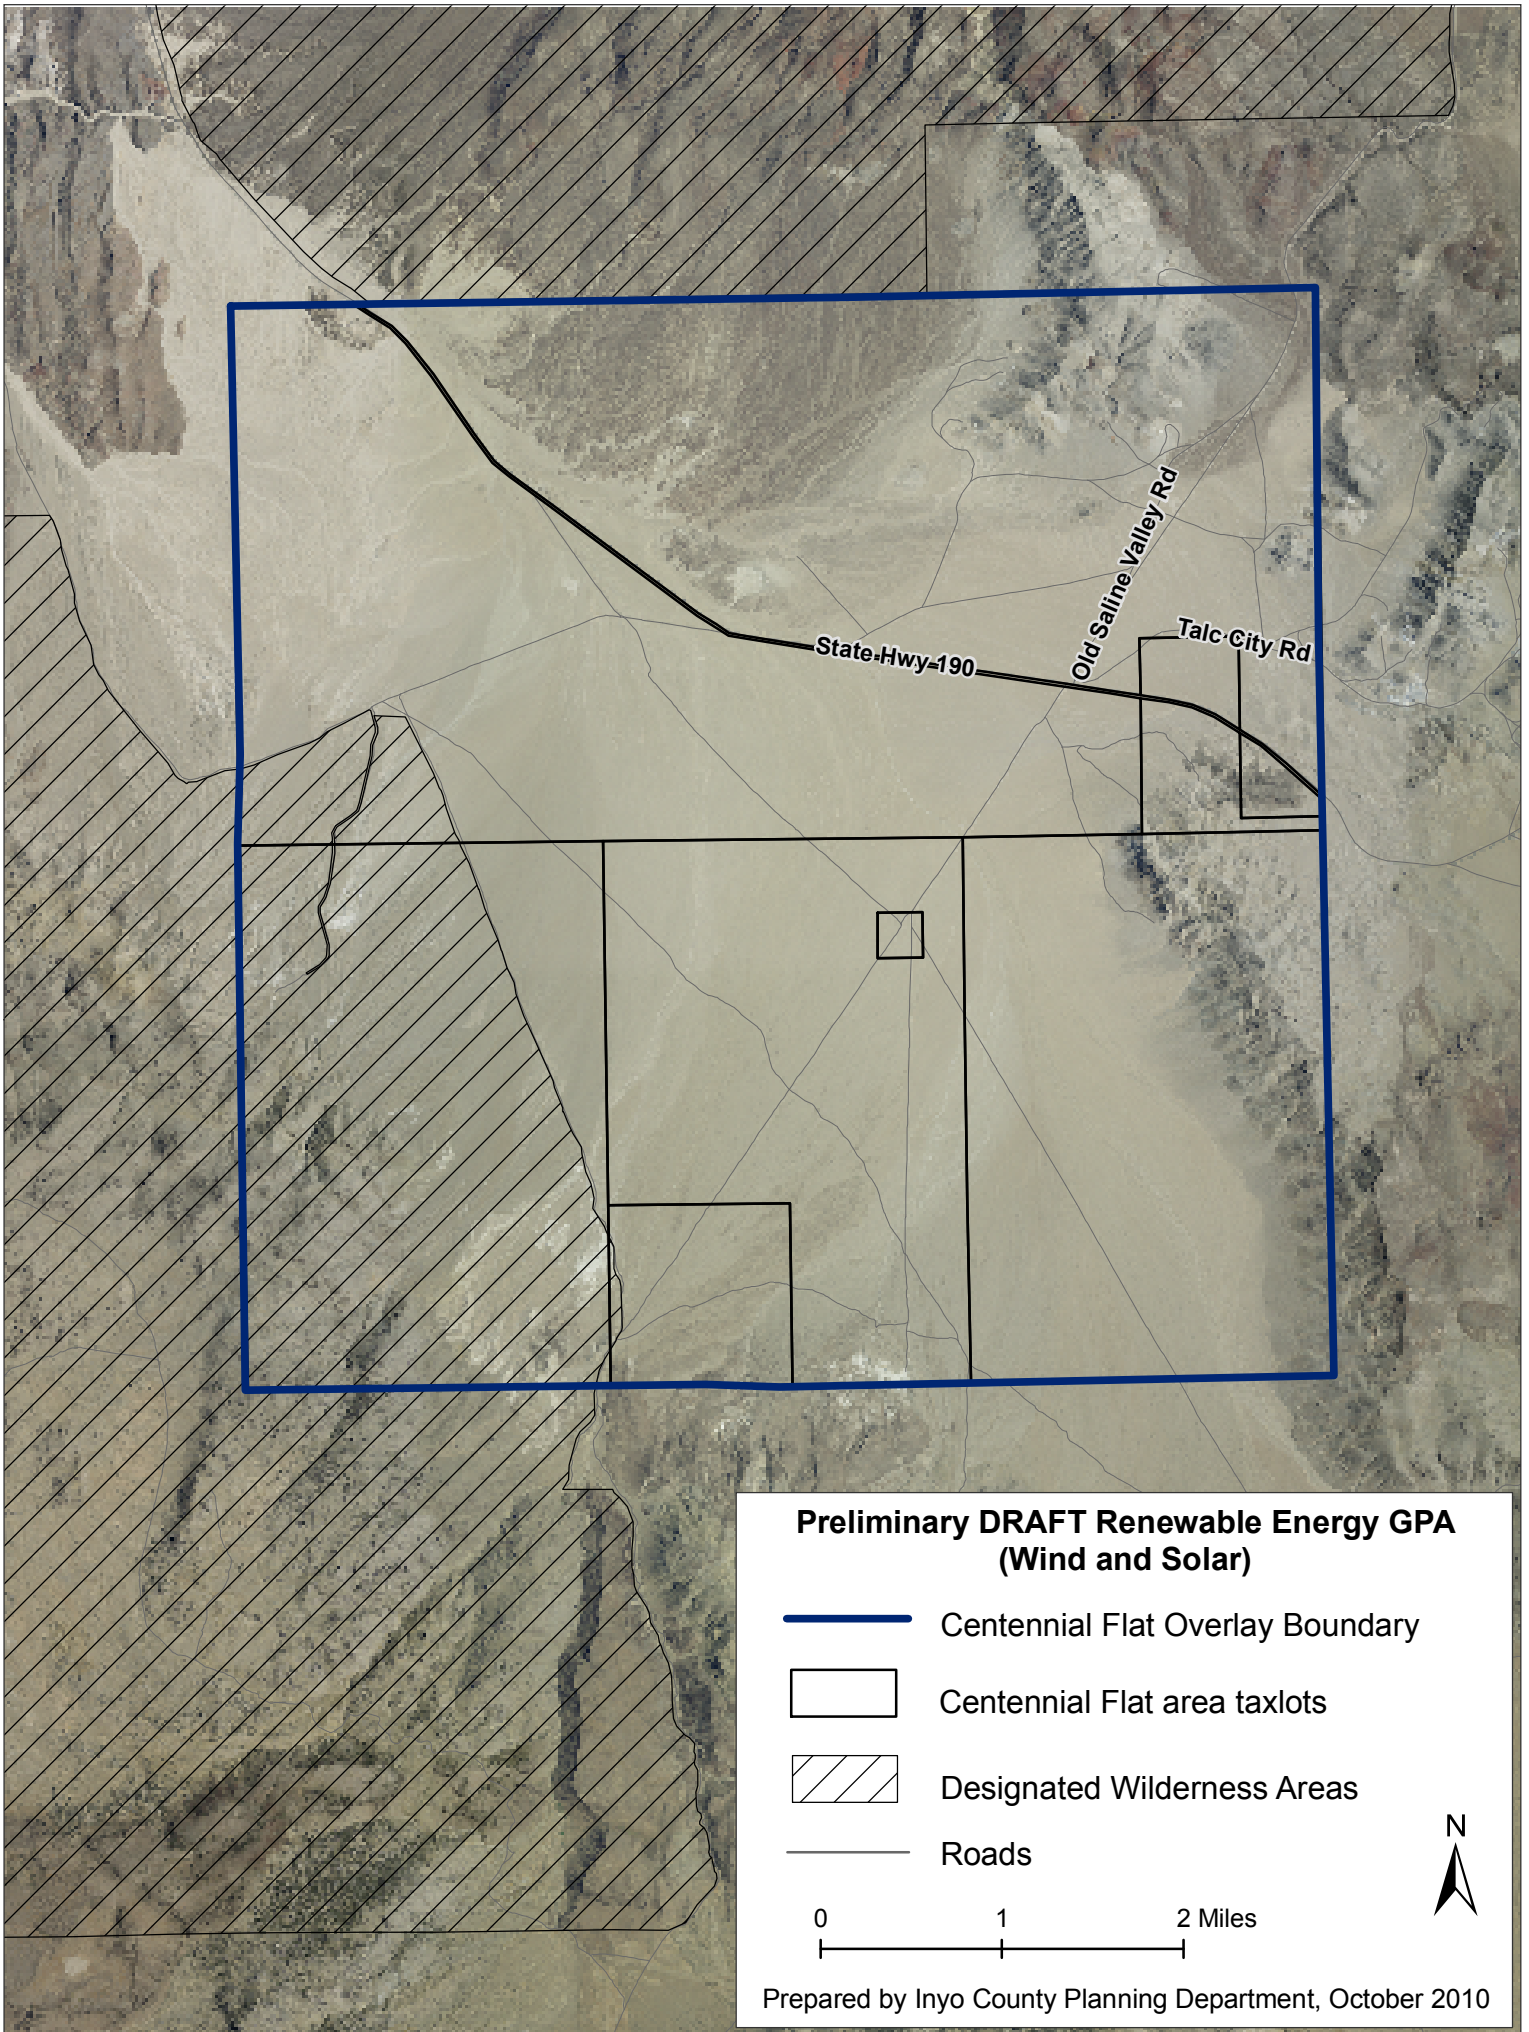 Old Saline Valley Rd
Talc City Rd
State Hwy 190
Preliminary DRAFT Renewable Energy GPA
(Wind and Solar)
Centennial Flat Overlay Boundary
Centennial Flat area taxlots
Designated Wilderness Areas
Roads
N
0 1 2 Miles
Prepared by Inyo County Planning Department, October 2010